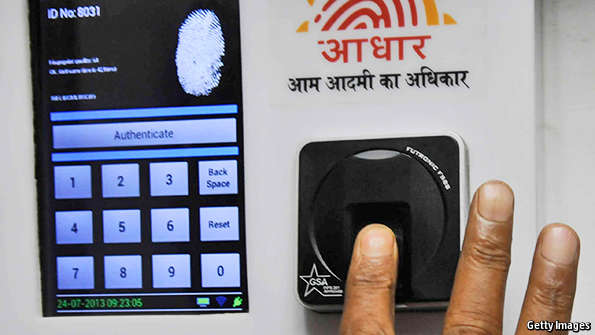 ID No: 8031
Authenticate
1 2 3 Back Space
4 5 6 Reset
7 8 9 0
24-07-2013 09:23:05
आधार
आम आदमी का अधिकार
FUTRONIC FS88
GSA
Getty Images